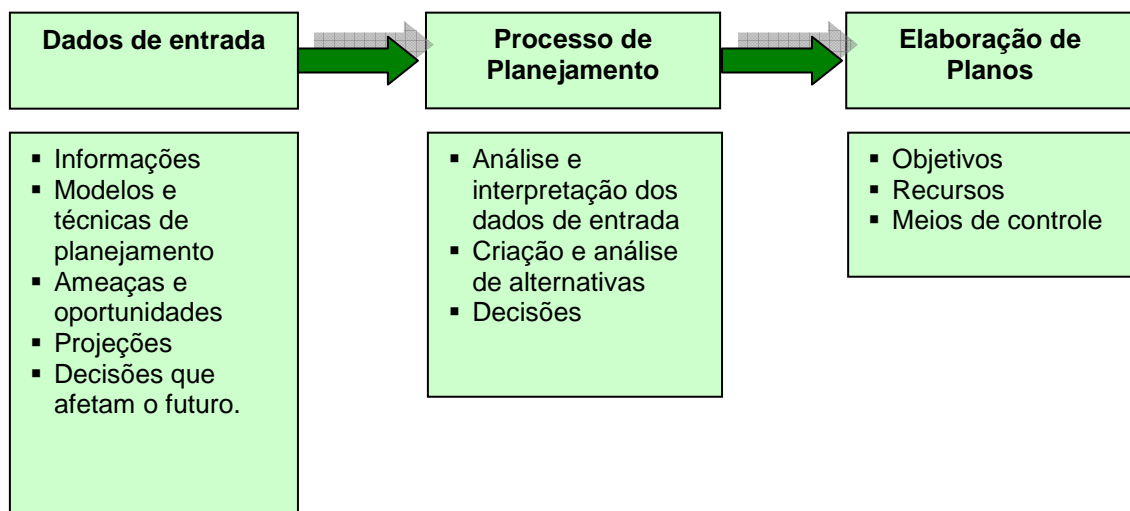 Dados de entrada
▪ Informações
▪ Modelos e
técnicas de
planejamento
▪ Ameaças e
oportunidades
▪ Projeções
▪ Decisões que
afetam o futuro.
Processo de
Planejamento
▪ Análise e
interpretação dos
dados de entrada
▪ Criação e análise
de alternativas
▪ Decisões
Elaboração de
Planos
▪ Objetivos
▪ Recursos
▪ Meios de controle